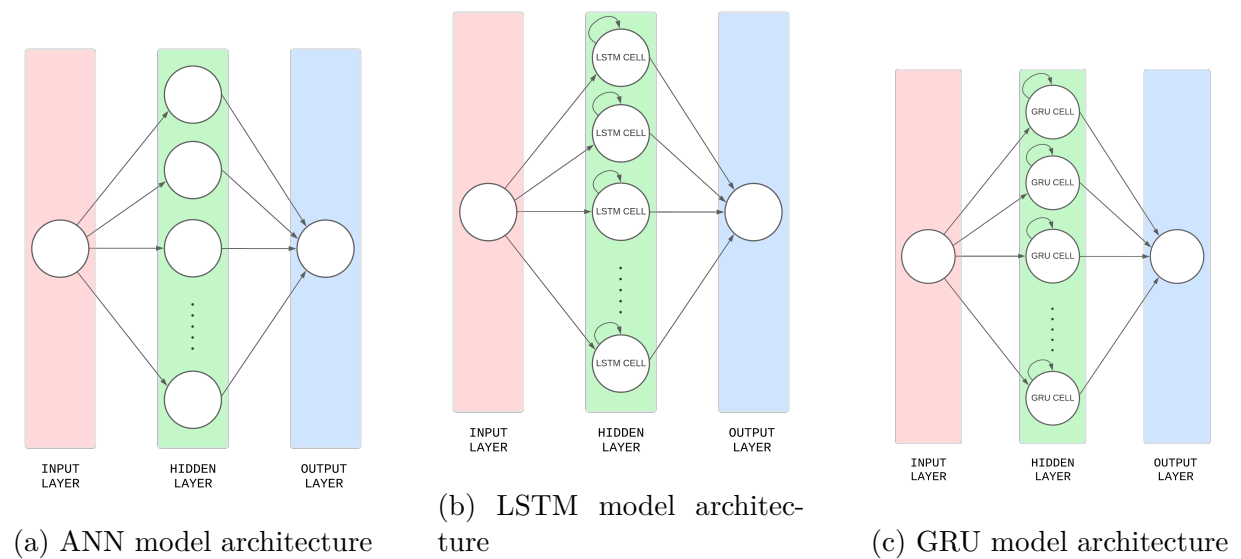 LSTM CELL
LSTM CELL
LSTM CELL
LSTM CELL
GRU CELL
GRU CELL
GRU CELL
GRU CELL
INPUT
LAYER
HIDDEN
LAYER
OUTPUT
LAYER
(a) ANN model architecture
INPUT
LAYER
HIDDEN
LAYER
OUTPUT
LAYER
(b) LSTM model architec-
ture
INPUT
LAYER
HIDDEN
LAYER
OUTPUT
LAYER
(c) GRU model architecture